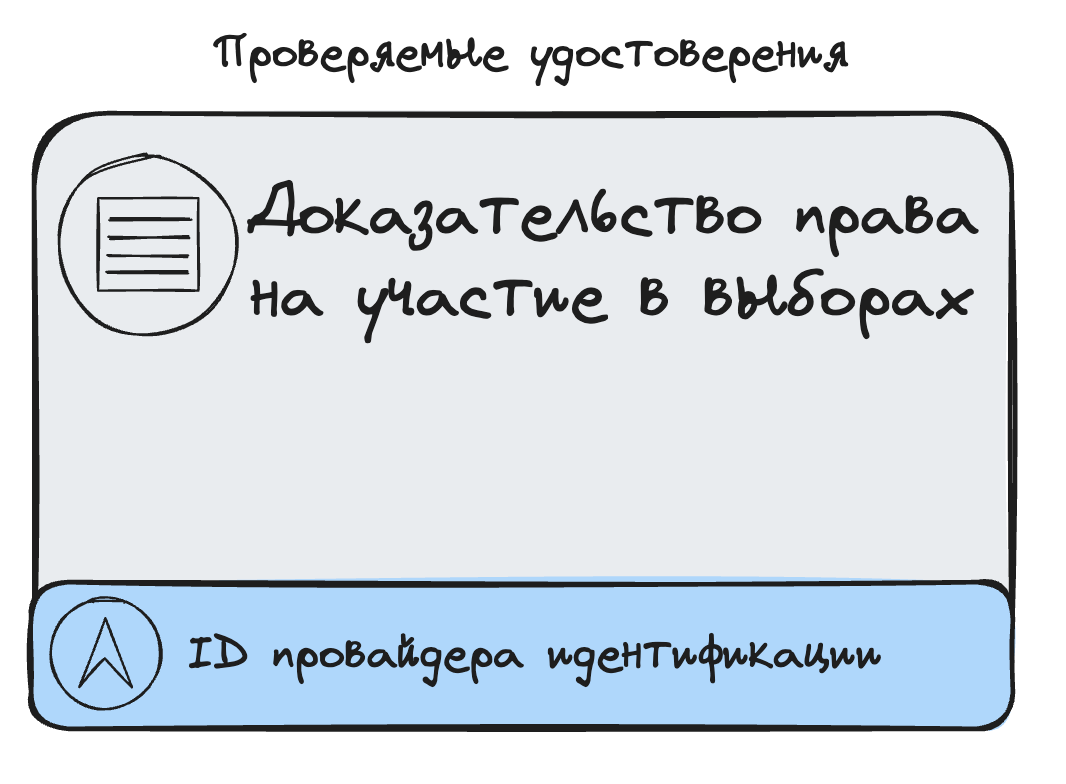 Проверяемые удостоверения
Доказательство права
на участие в выборах
ID провайдера идентификации